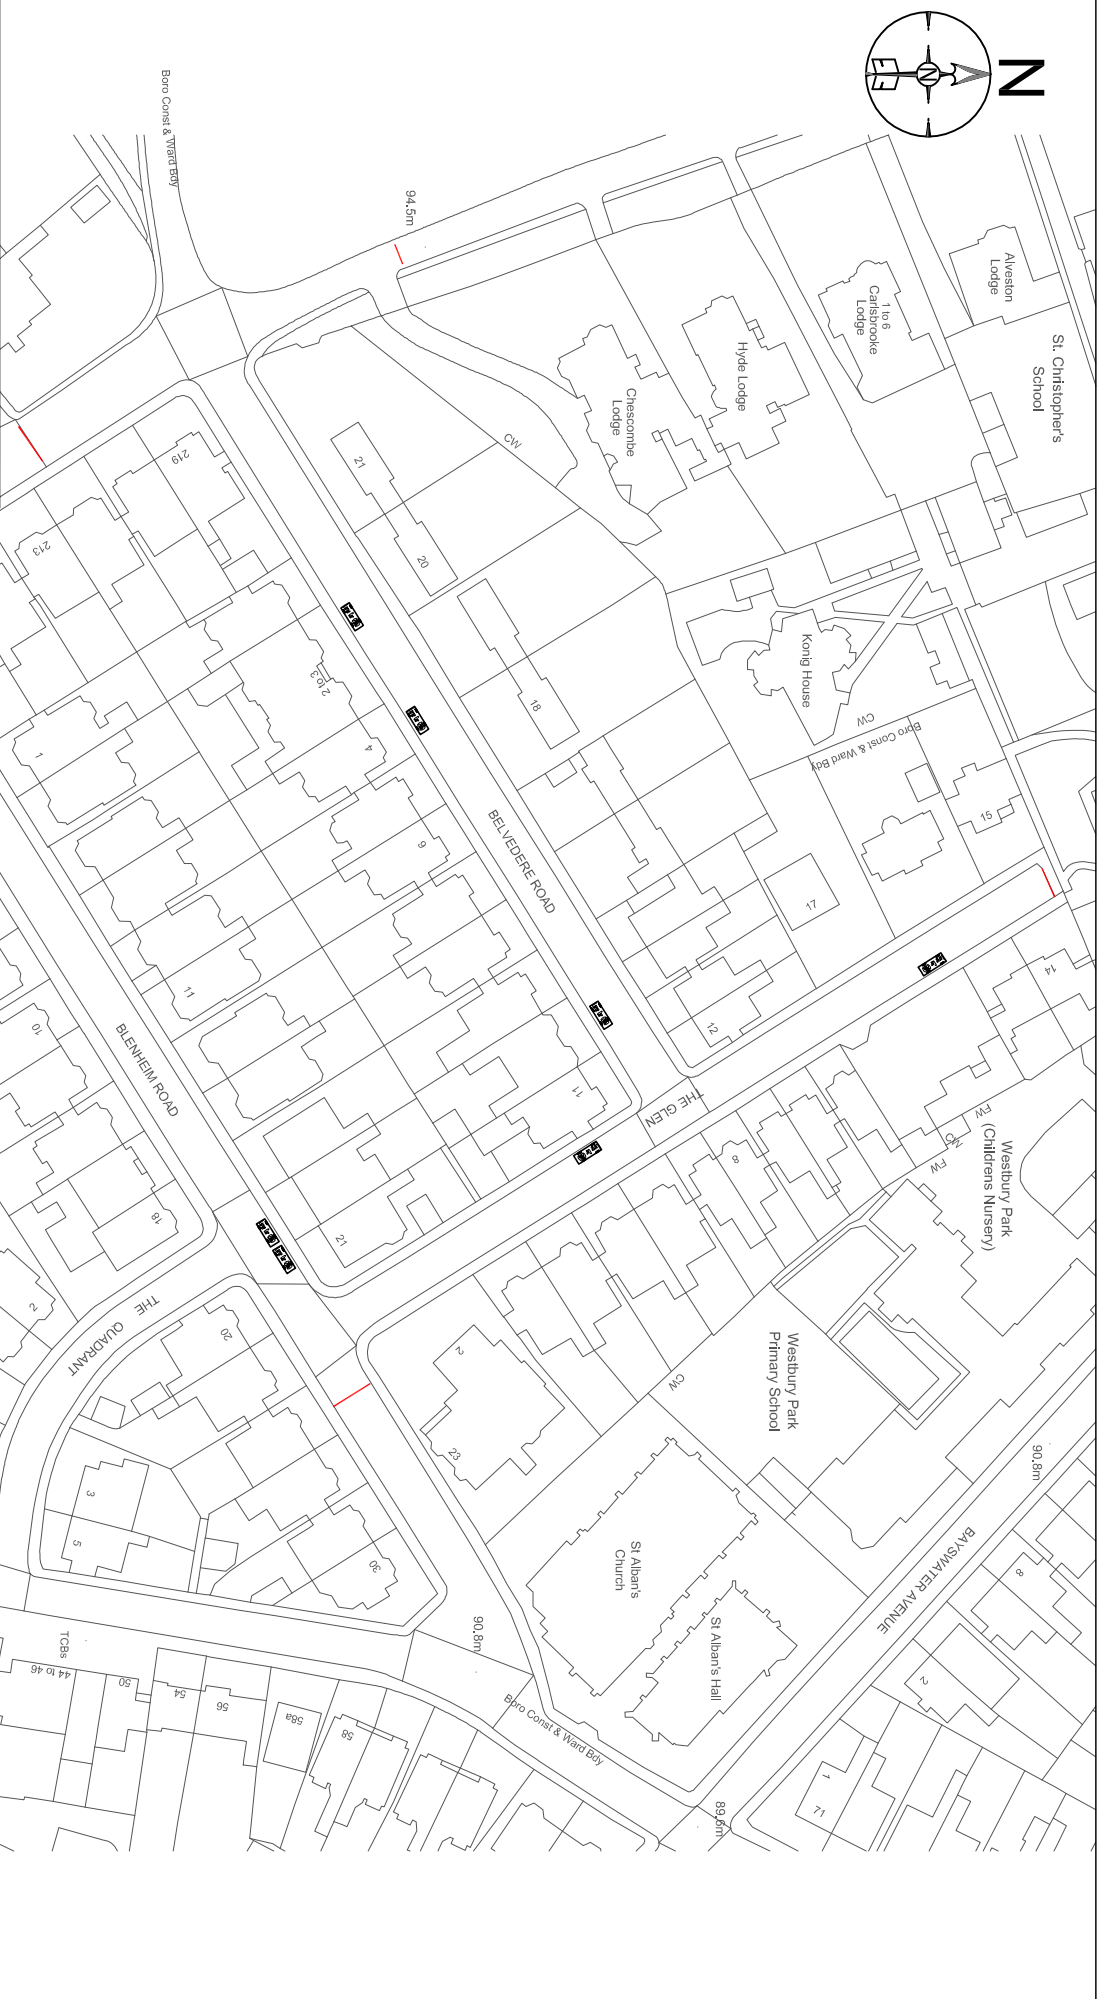 N
N
Boro Const & Ward Bdy
94.5m
Alveston
Lodge
1 to 6
Carlsbrooke
Lodge
St. Christopher's
School
Hyde Lodge
Chescombe
Lodge
CW
21
20
219
213
Konig House
CW
Boro Const & Ward Bdy
15
18
2to3
4
1
9
17
BELVEDERE ROAD
14
12
11
11
10
BLENHEIM ROAD
THE GLEN
FW
CW
FW
Westbury Park
(Childrens Nursery)
8
18
21
2
THE
QUADRANT
20
2
23
CW
Westbury Park
Primary School
90.8m
BAYSWATER AVENUE
8
2
3
5
30
St Alban's
Church
St Alban's Hall
90.8m
TCBs
44 to 46
50
54
56
58a
58
Boro Const & Ward Bdy
89.6m
1
71